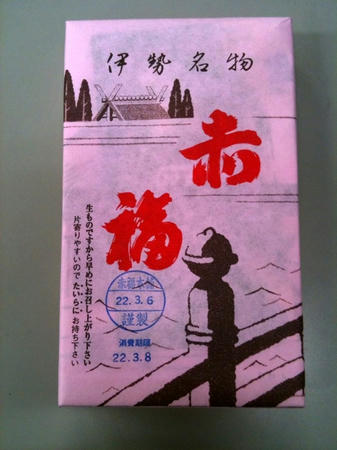 伊勢名物
赤福
生ものですから早めにお召し上がり下さい
片寄りやすいので たいらに お持ち下さい
赤福本店
22.3.6
謹製
消費期限
22.3.8